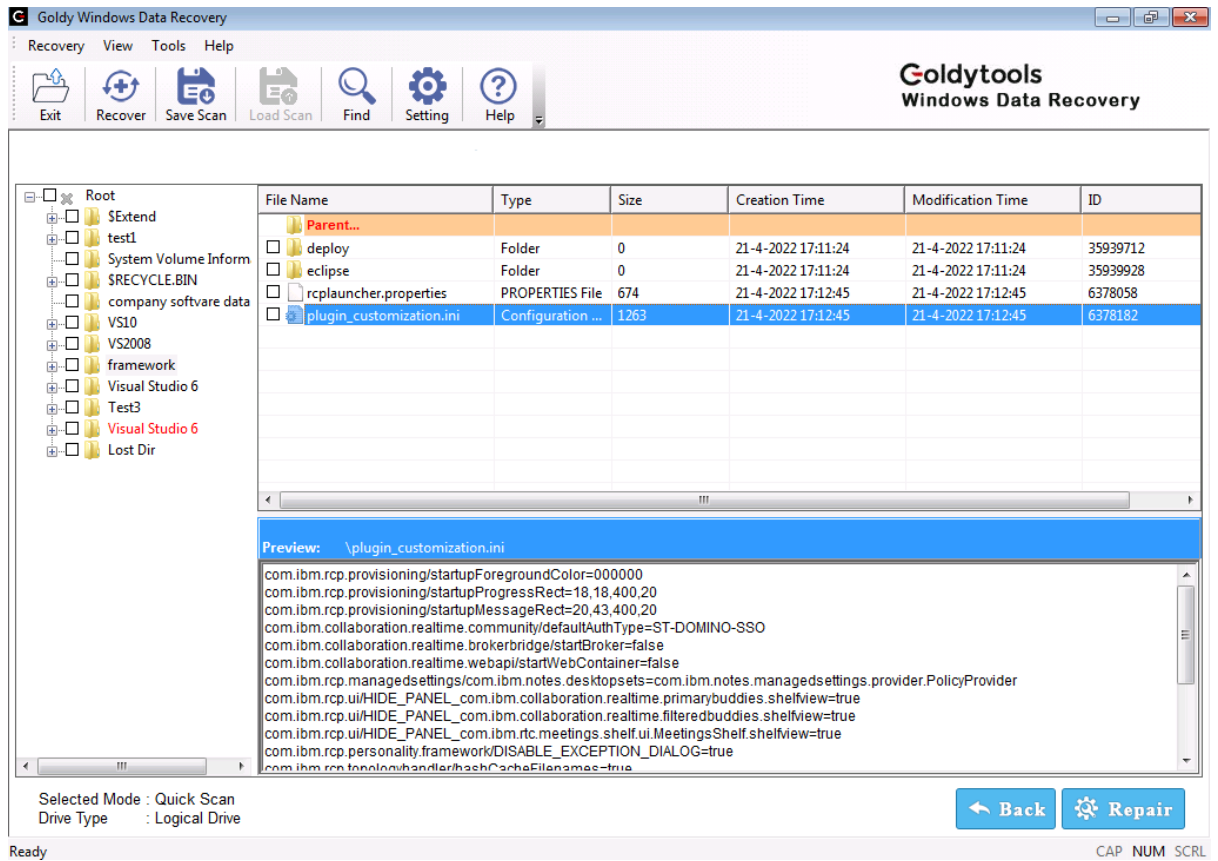 Goldy Windows Data Recovery
Recovery View Tools Help
Exit Recover Save Scan Load Scan Find Setting Help
Goldytools
Windows Data Recovery
Root
$Extend
test1
System Volume Inform
$RECYCLE.BIN
company softvare data
VS10
VS2008
framework
Visual Studio 6
Test3
Visual Studio 6
Lost Dir
File Name Type Size Creation Time Modification Time ID
Parent...
deploy Folder 0 21-4-2022 17:11:24 21-4-2022 17:11:24 35939712
eclipse Folder 0 21-4-2022 17:11:24 21-4-2022 17:11:24 35939928
rcplauncher.properties PROPERTIES File 674 21-4-2022 17:12:45 21-4-2022 17:12:45 6378058
plugin_customization.ini Configuration ... 1263 21-4-2022 17:12:45 21-4-2022 17:12:45 6378182
Preview: \plugin_customization.ini
com.ibm.rcp.provisioning/startupForegroundColor=000000
com.ibm.rcp.provisioning/startupProgressRect=18,18,400,20
com.ibm.rcp.provisioning/startupMessageRect=20,43,400,20
com.ibm.collaboration.realtime.community/defaultAuthType=ST-DOMINO-SSO
com.ibm.collaboration.realtime.brokerbridge/startBroker=false
com.ibm.collaboration.realtime.webapi/startWebContainer=false
com.ibm.rcp.managedsettings/com.ibm.notes.desktopsets=com.ibm.notes.managedsettings.provider.PolicyProvider
com.ibm.rcp.ui/HIDE_PANEL_com.ibm.collaboration.realtime.primarybuddies.shelfview=true
com.ibm.rcp.ui/HIDE_PANEL_com.ibm.collaboration.realtime.filteredbuddies.shelfview=true
com.ibm.rcp.ui/HIDE_PANEL_com.ibm.rtc.meetings.shelf.ui.MeetingsShelf.shelfview=true
com.ibm.rcp.personality.framework/DISABLE_EXCEPTION_DIALOG=true
com.ibm.rcp.topologyhandler/hashCacheFilenames=true
Selected Mode : Quick Scan
Drive Type : Logical Drive
Back Repair
Ready CAP NUM SCRL